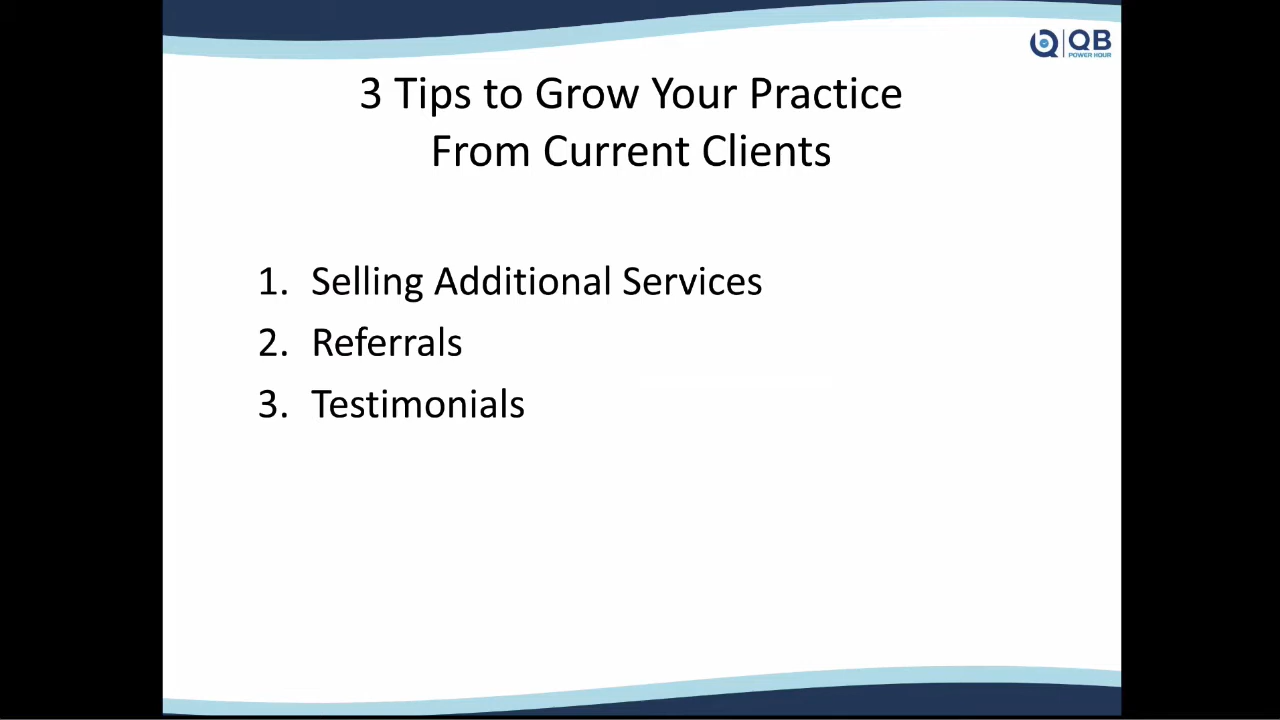 QB
POWER HOUR
3 Tips to Grow Your Practice
From Current Clients
1. Selling Additional Services
2. Referrals
3. Testimonials